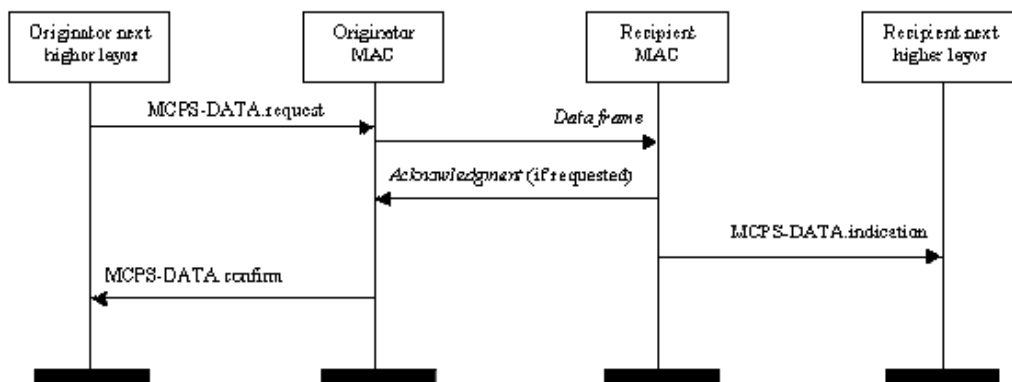 Originator next
higher layer
Originator
MAC
Recipient
MAC
Recipient next
higher layer
MCPS-DATA.request
Data frame
Acknowledgment (if requested)
MCPS-DATA.indication
MCPS-DATA.confirm